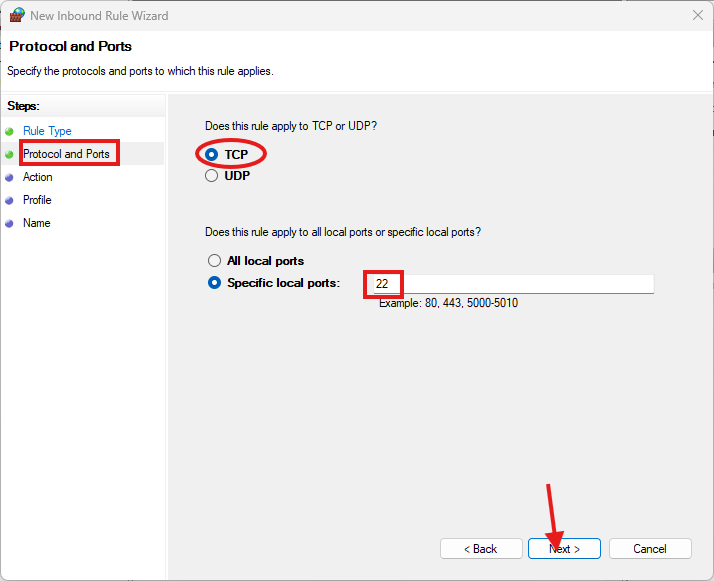 New Inbound Rule Wizard
Protocol and Ports
Specify the protocols and ports to which this rule applies.
Steps:
Rule Type
Protocol and Ports
Action
Profile
Name
Does this rule apply to TCP or UDP?
TCP
UDP
Does this rule apply to all local ports or specific local ports?
All local ports
Specific local ports: 22
Example: 80, 443, 5000-5010
< Back Next > Cancel